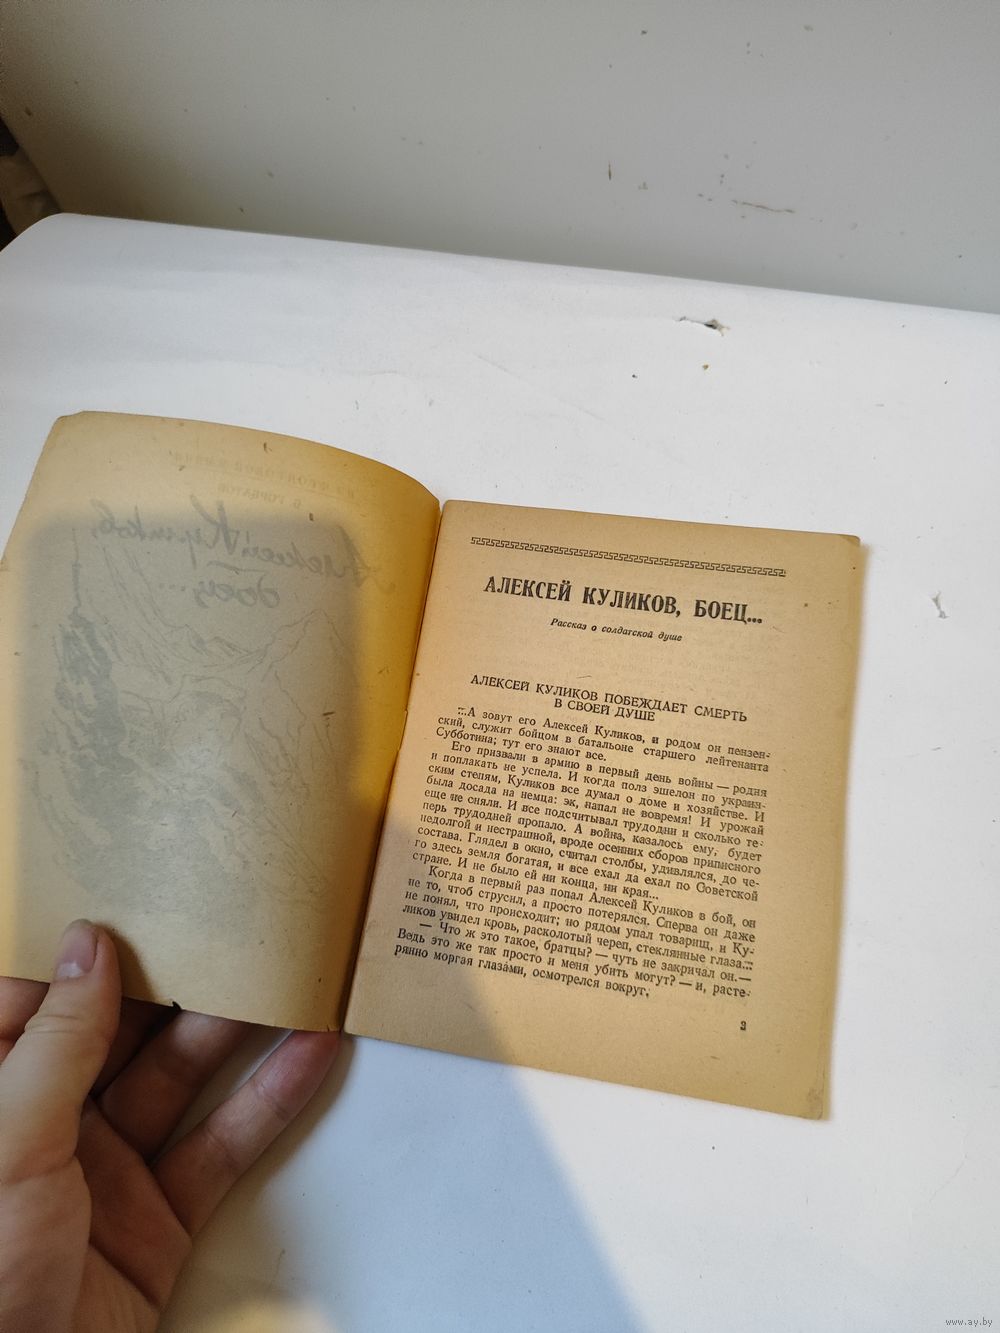 Б. ГОРБАТОВ
Алексей Куликов,
боец...
АЛЕКСЕЙ КУЛИКОВ, БОЕЦ...
Рассказ о солдатской душе
АЛЕКСЕЙ КУЛИКОВ ПОБЕЖДАЕТ СМЕРТЬ
В СВОЕЙ ДУШЕ
...А зовут его Алексей Куликов, и родом он пензен-
ский, служит бойцом в батальоне старшего лейтенанта
Субботина; тут его знают все.
Его призвали в армию в первый день войны — родня
и поплакать не успела. И когда полз эшелон по украин-
ским степям, Куликов все думал о доме и хозяйстве. И
была досада на немца: эк, напал не вовремя! И урожай
еще не сняли. И все подсчитывал трудодни и сколько те-
перь трудодней пропало. А война, казалось ему, будет
недолгой и нестрашной, вроде осенних сборов приписного
состава. Глядел в окно, считал столбы, удивлялся, до че-
го здесь земля богатая, и все ехал да ехал по Советской
стране. И не было ей ни конца, ни края...
Когда в первый раз попал Алексей Куликов в бой, он
не то, чтоб струсил, а просто потерялся. Сперва он даже
не понял, что происходит; но рядом упал товарищ, и Ку-
ликов увидел кровь, расколотый череп, стеклянные глаза...
— Что ж это такое, братцы? — чуть не закричал он. —
Ведь это же так просто и меня убить могут? — и, расте-
рянно моргая глазами, осмотрелся вокруг.
3
www.ay.by